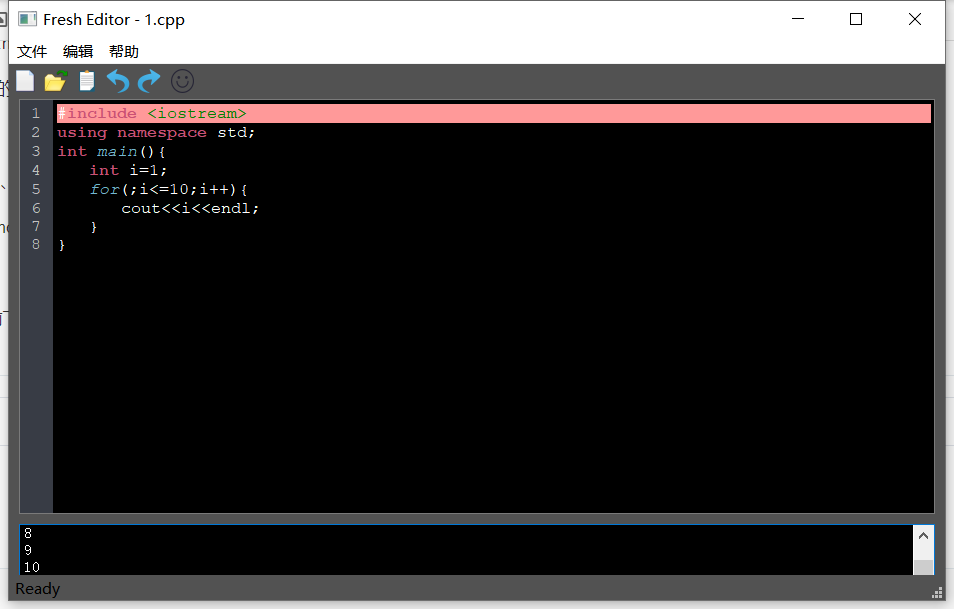 Fresh Editor - 1.cpp
文件 编辑 帮助
1 #include <iostream>
2 using namespace std;
3 int main(){
4 int i=1;
5 for(;i<=10;i++){
6 cout<<i<<endl;
7 }
8 }
8
9
10
Ready